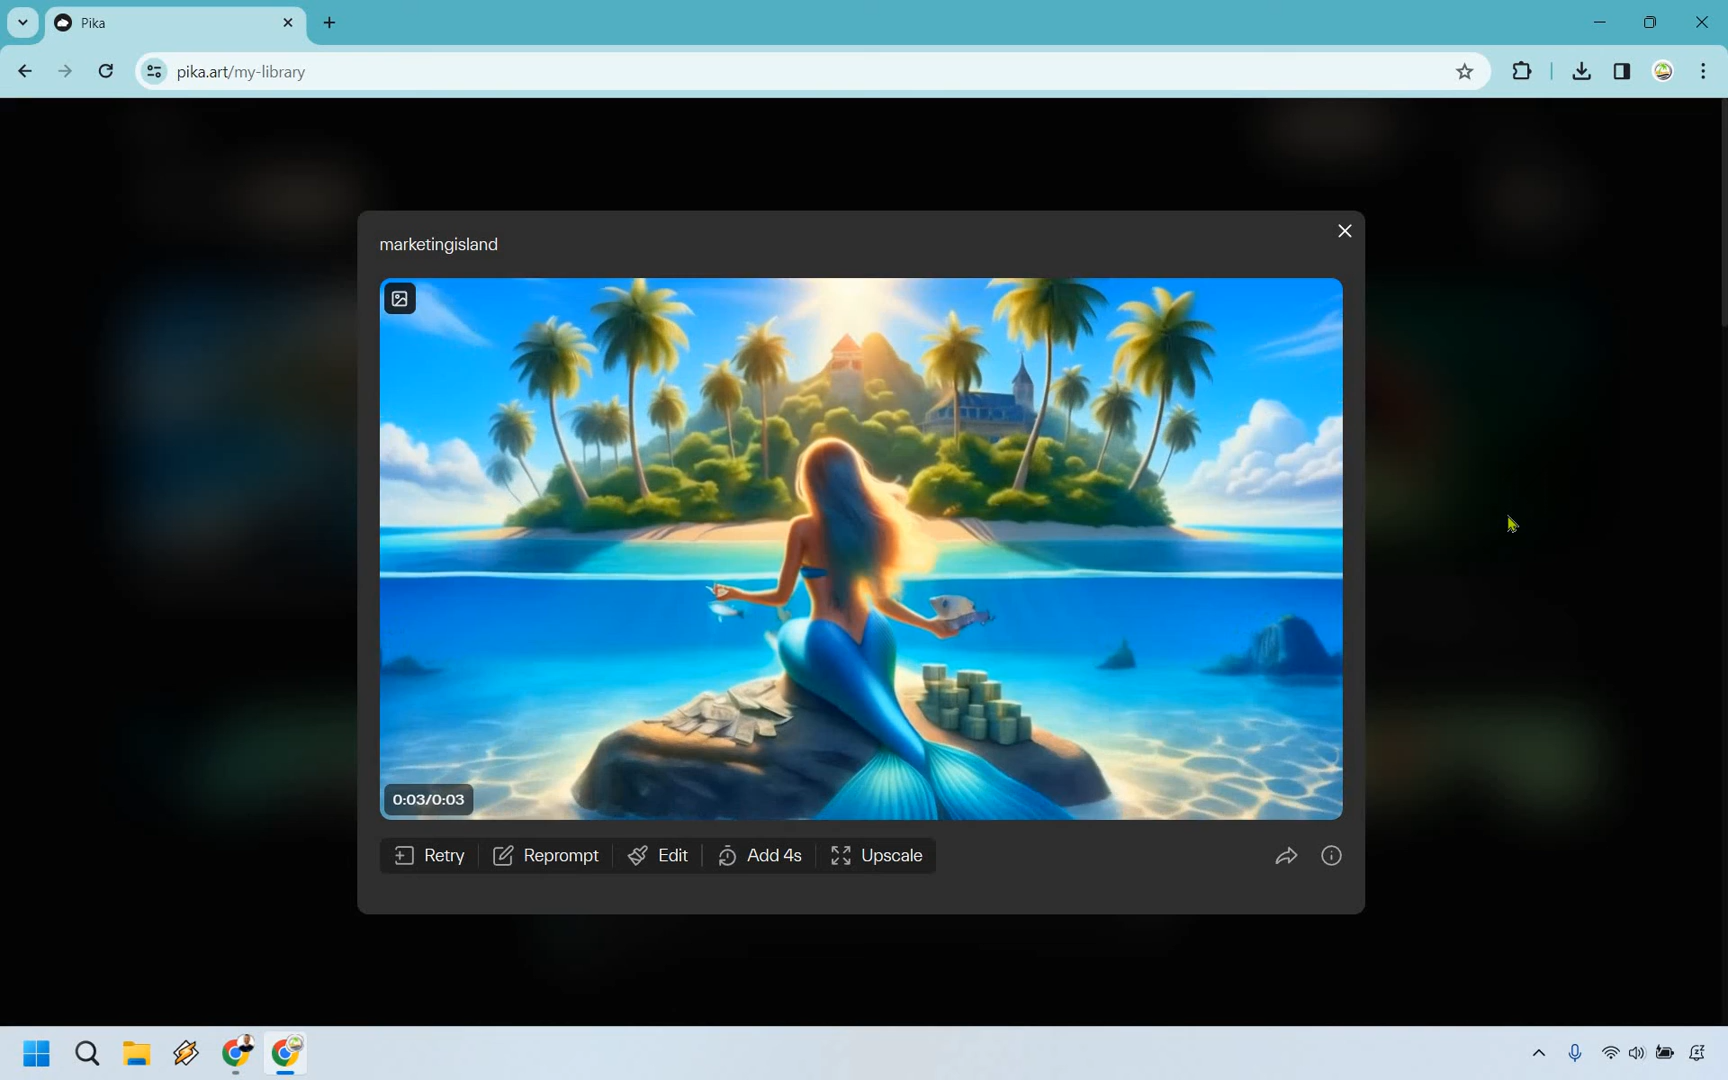 Pika
pika.art/my-library
marketingisland
0:03/0:03
Retry
Reprompt
Edit
Add 4s
Upscale